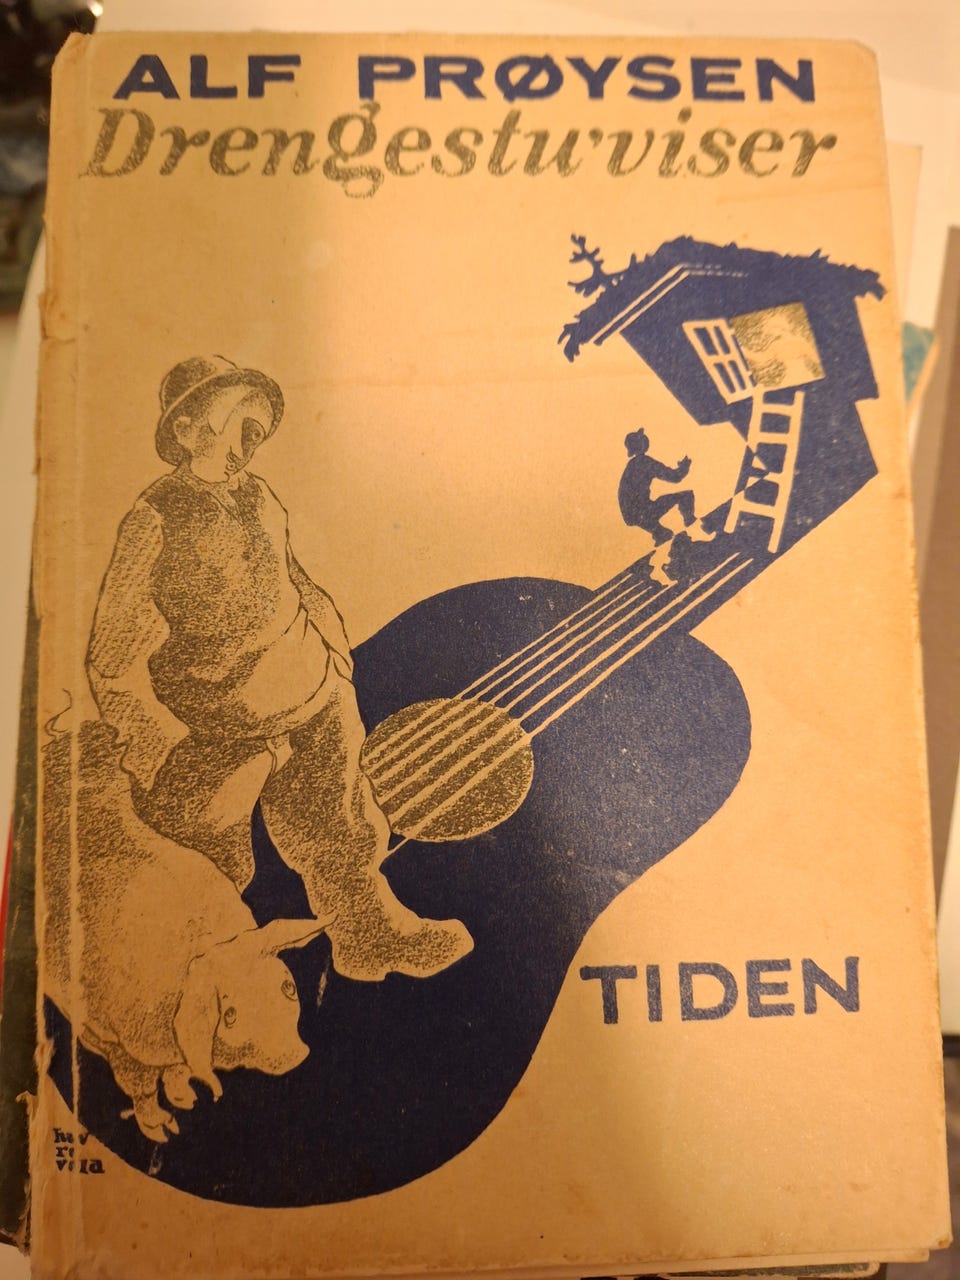 ALF PRØYSEN
Drengestu'viser
TIDEN